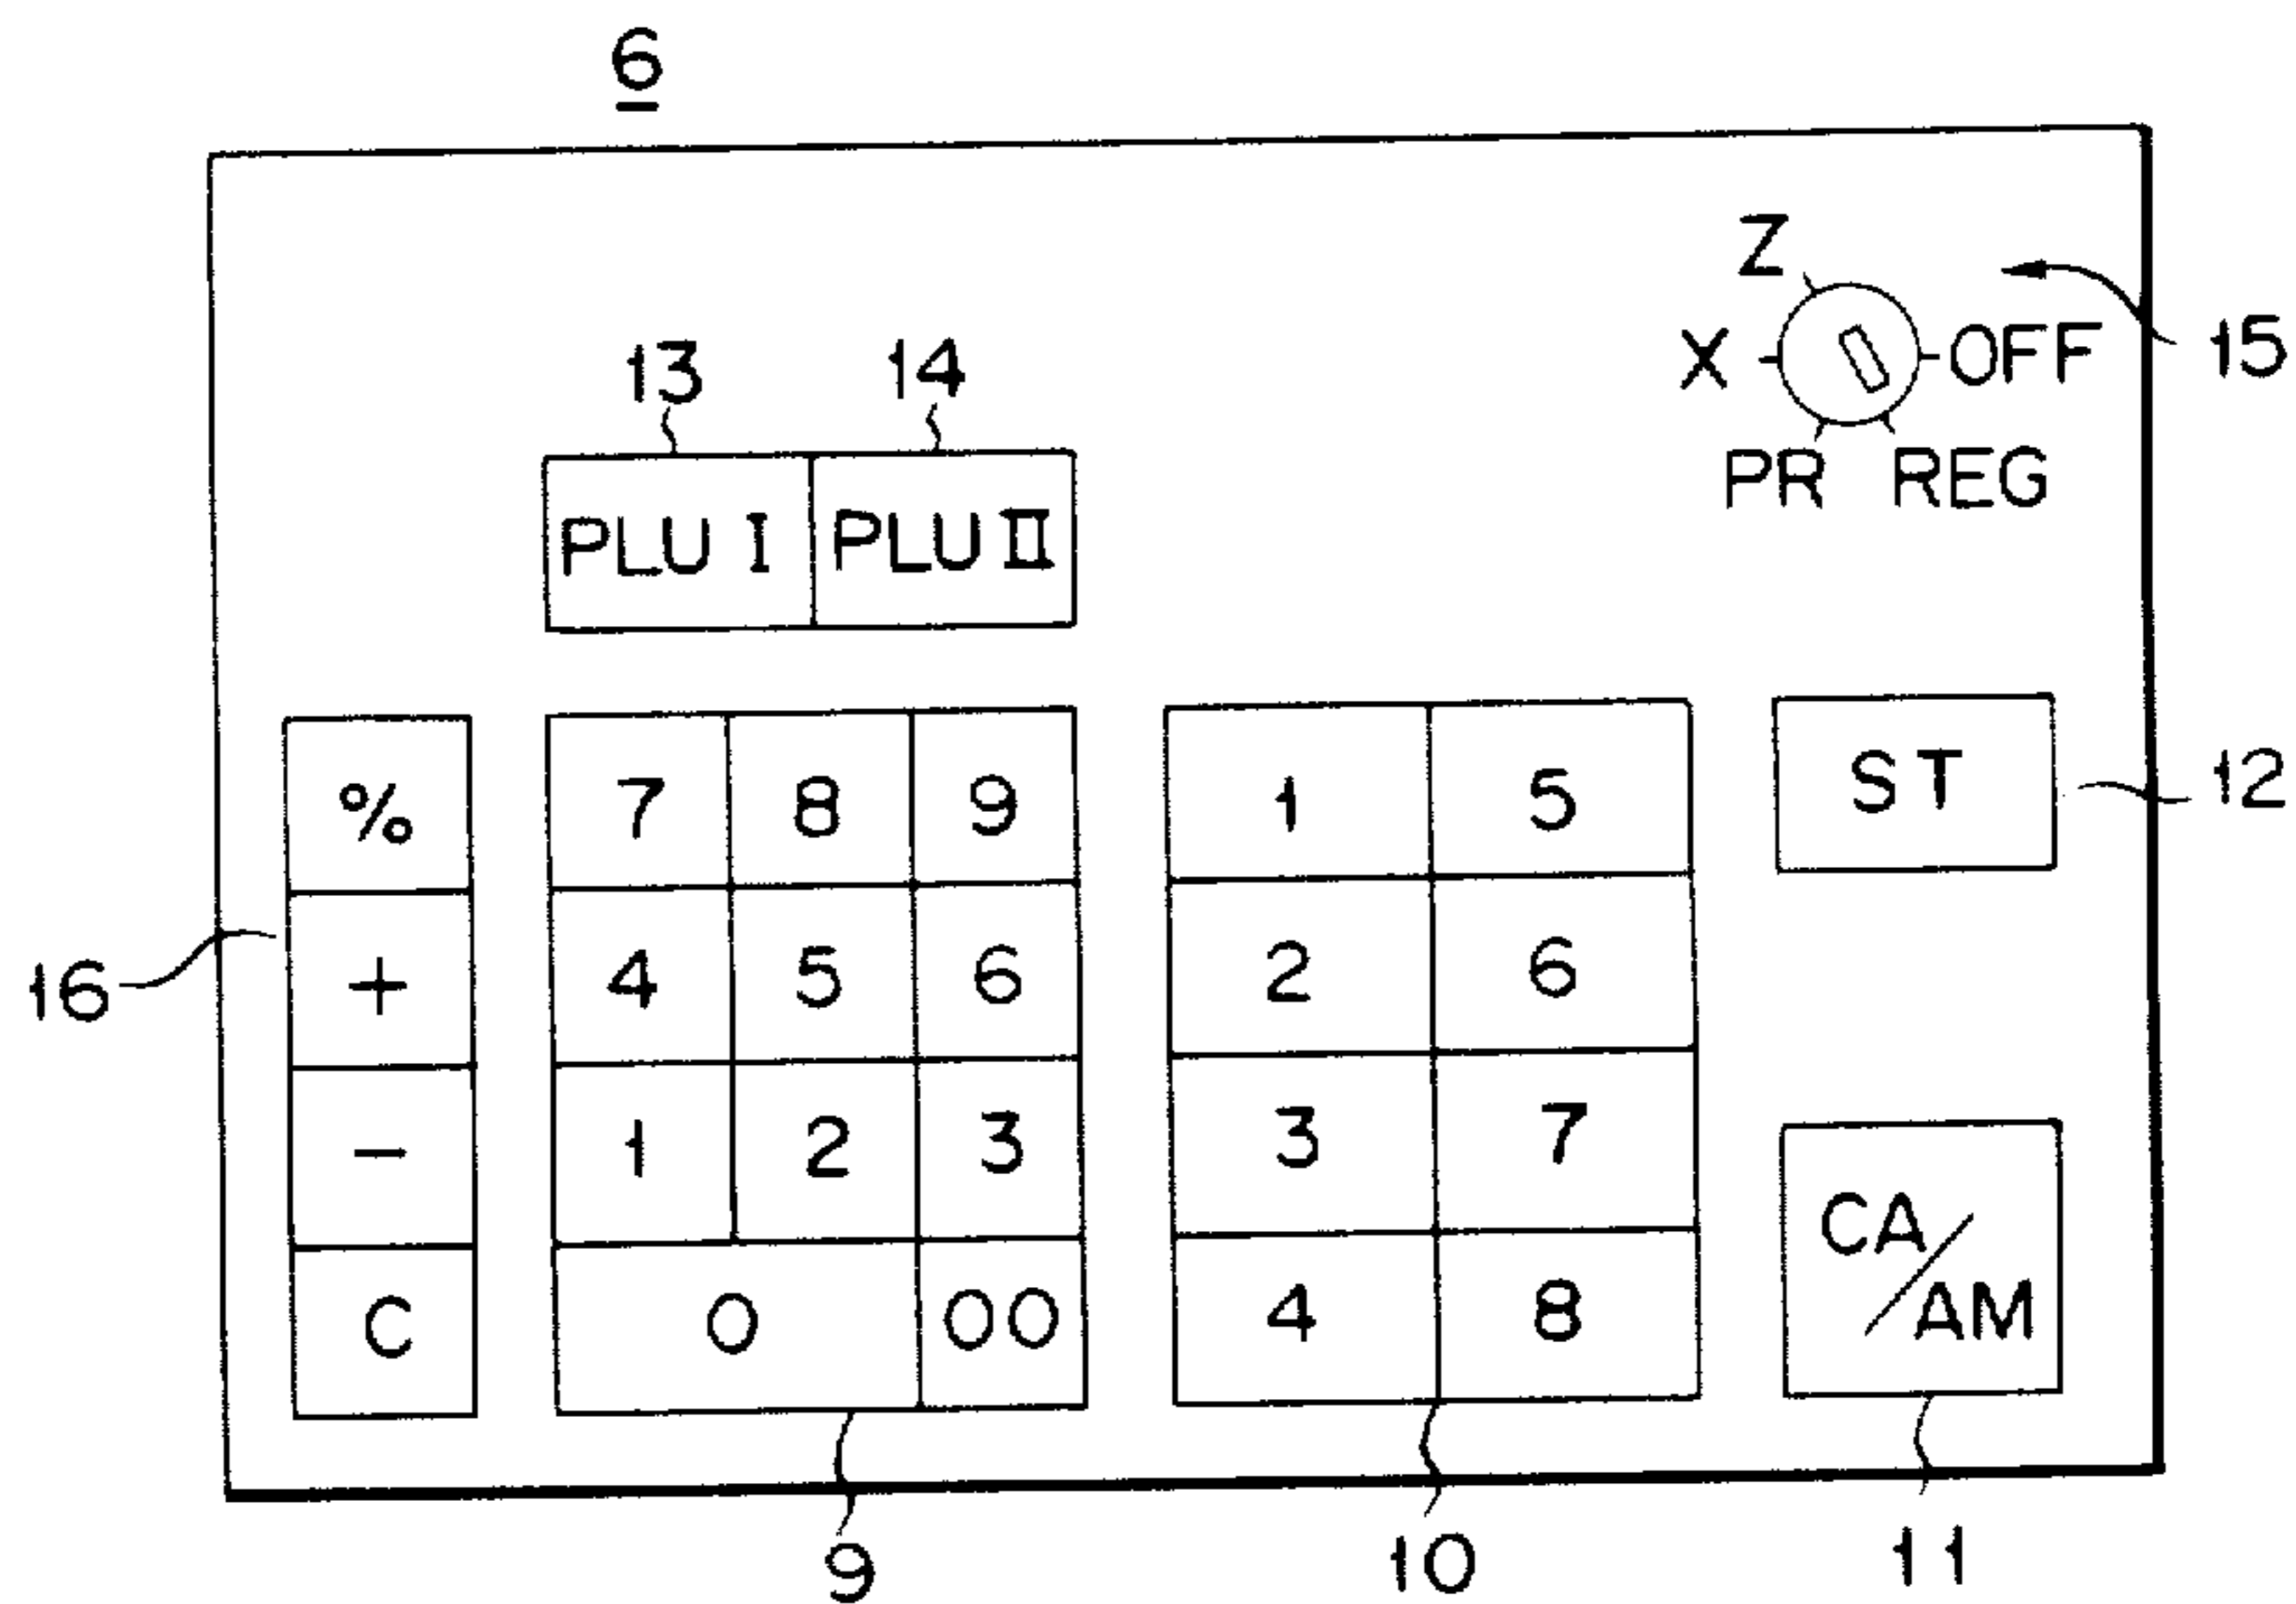 6
Z
X OFF 15
PR REG
13 14
PLU I PLU II
% 7 8 9 1 5 ST 12
16 + 4 5 6 2 6
- 1 2 3 3 7
C 0 00 4 8 CA/AM
9 10 11